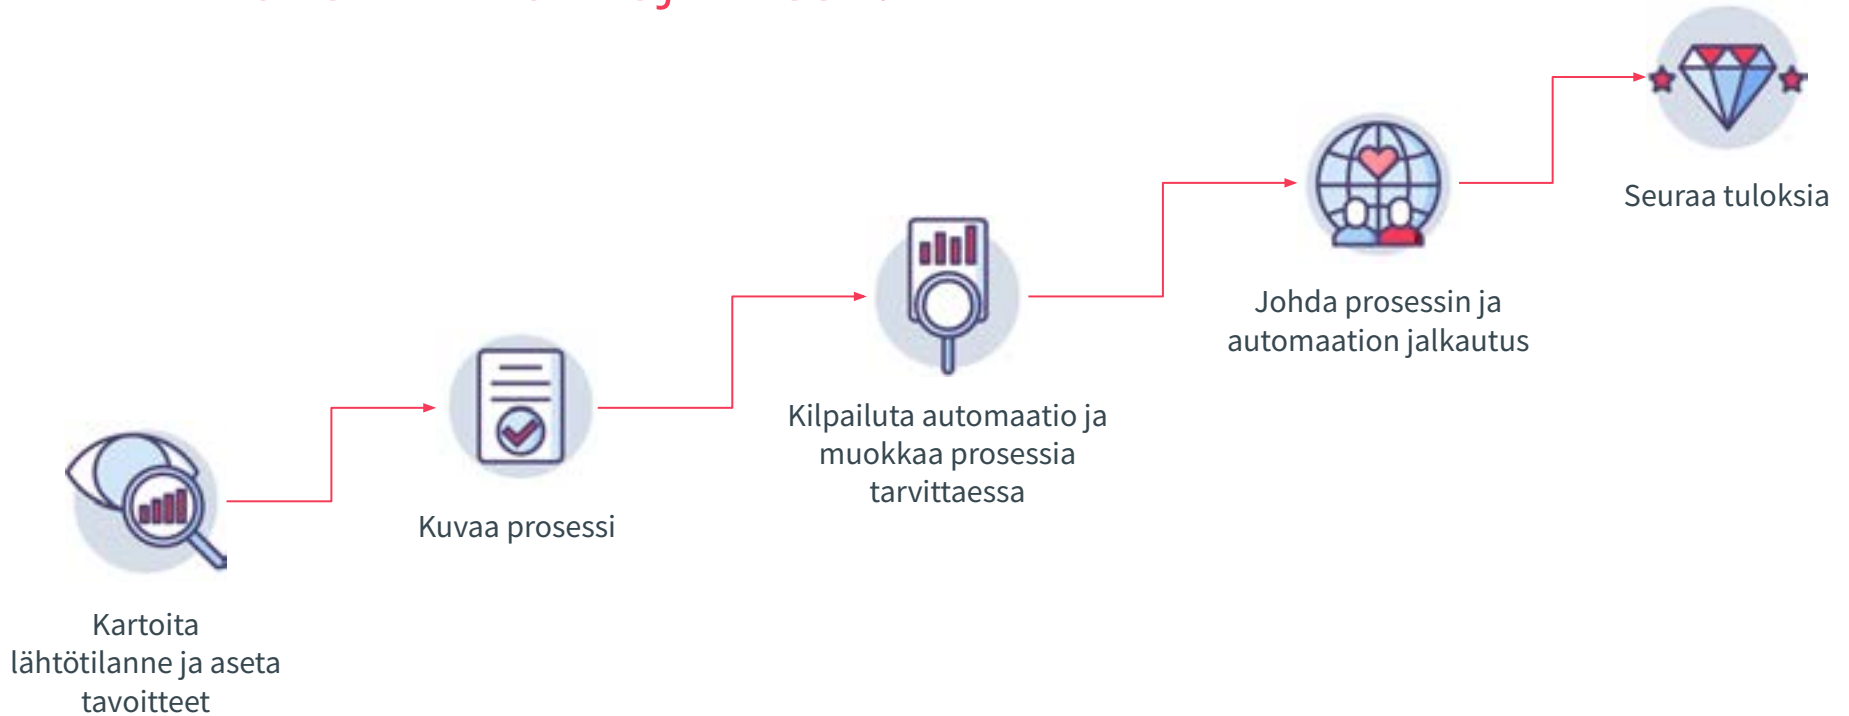 Kartoita
lähtötilanne ja aseta
tavoitteet
Kuvaa prosessi
Kilpailuta automaatio ja
muokkaa prosessia
tarvittaessa
Johda prosessin ja
automaation jalkautus
Seuraa tuloksia